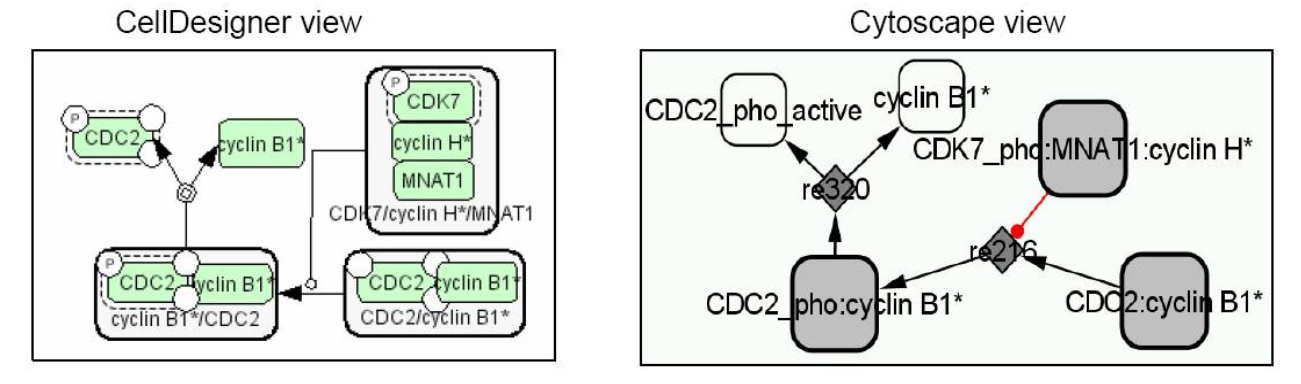 CellDesigner view
P
CDC2
cyclin B1*
P
CDK7
cyclin H*
MNAT1
CDK7/cyclin H*/MNAT1
P
CDC2
cyclin B1*
cyclin B1*/CDC2
CDC2
cyclin B1*
CDC2/cyclin B1*
Cytoscape view
CDC2_pho_active
cyclin B1*
CDK7_pho:MNAT1:cyclin H*
re320
re216
CDC2_pho:cyclin B1*
CDC2:cyclin B1*